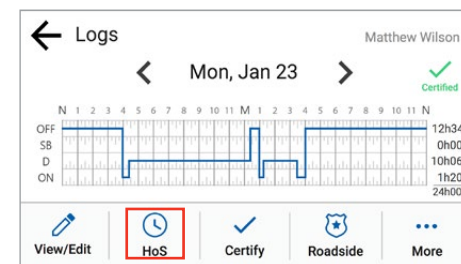 Logs
Matthew Wilson
Mon, Jan 23
Certified
N 1 2 3 4 5 6 7 8 9 10 11 M 1 2 3 4 5 6 7 8 9 10 11 N
OFF 12h34
SB 0h00
D 10h06
ON 1h20
24h00
View/Edit HoS Certify Roadside More